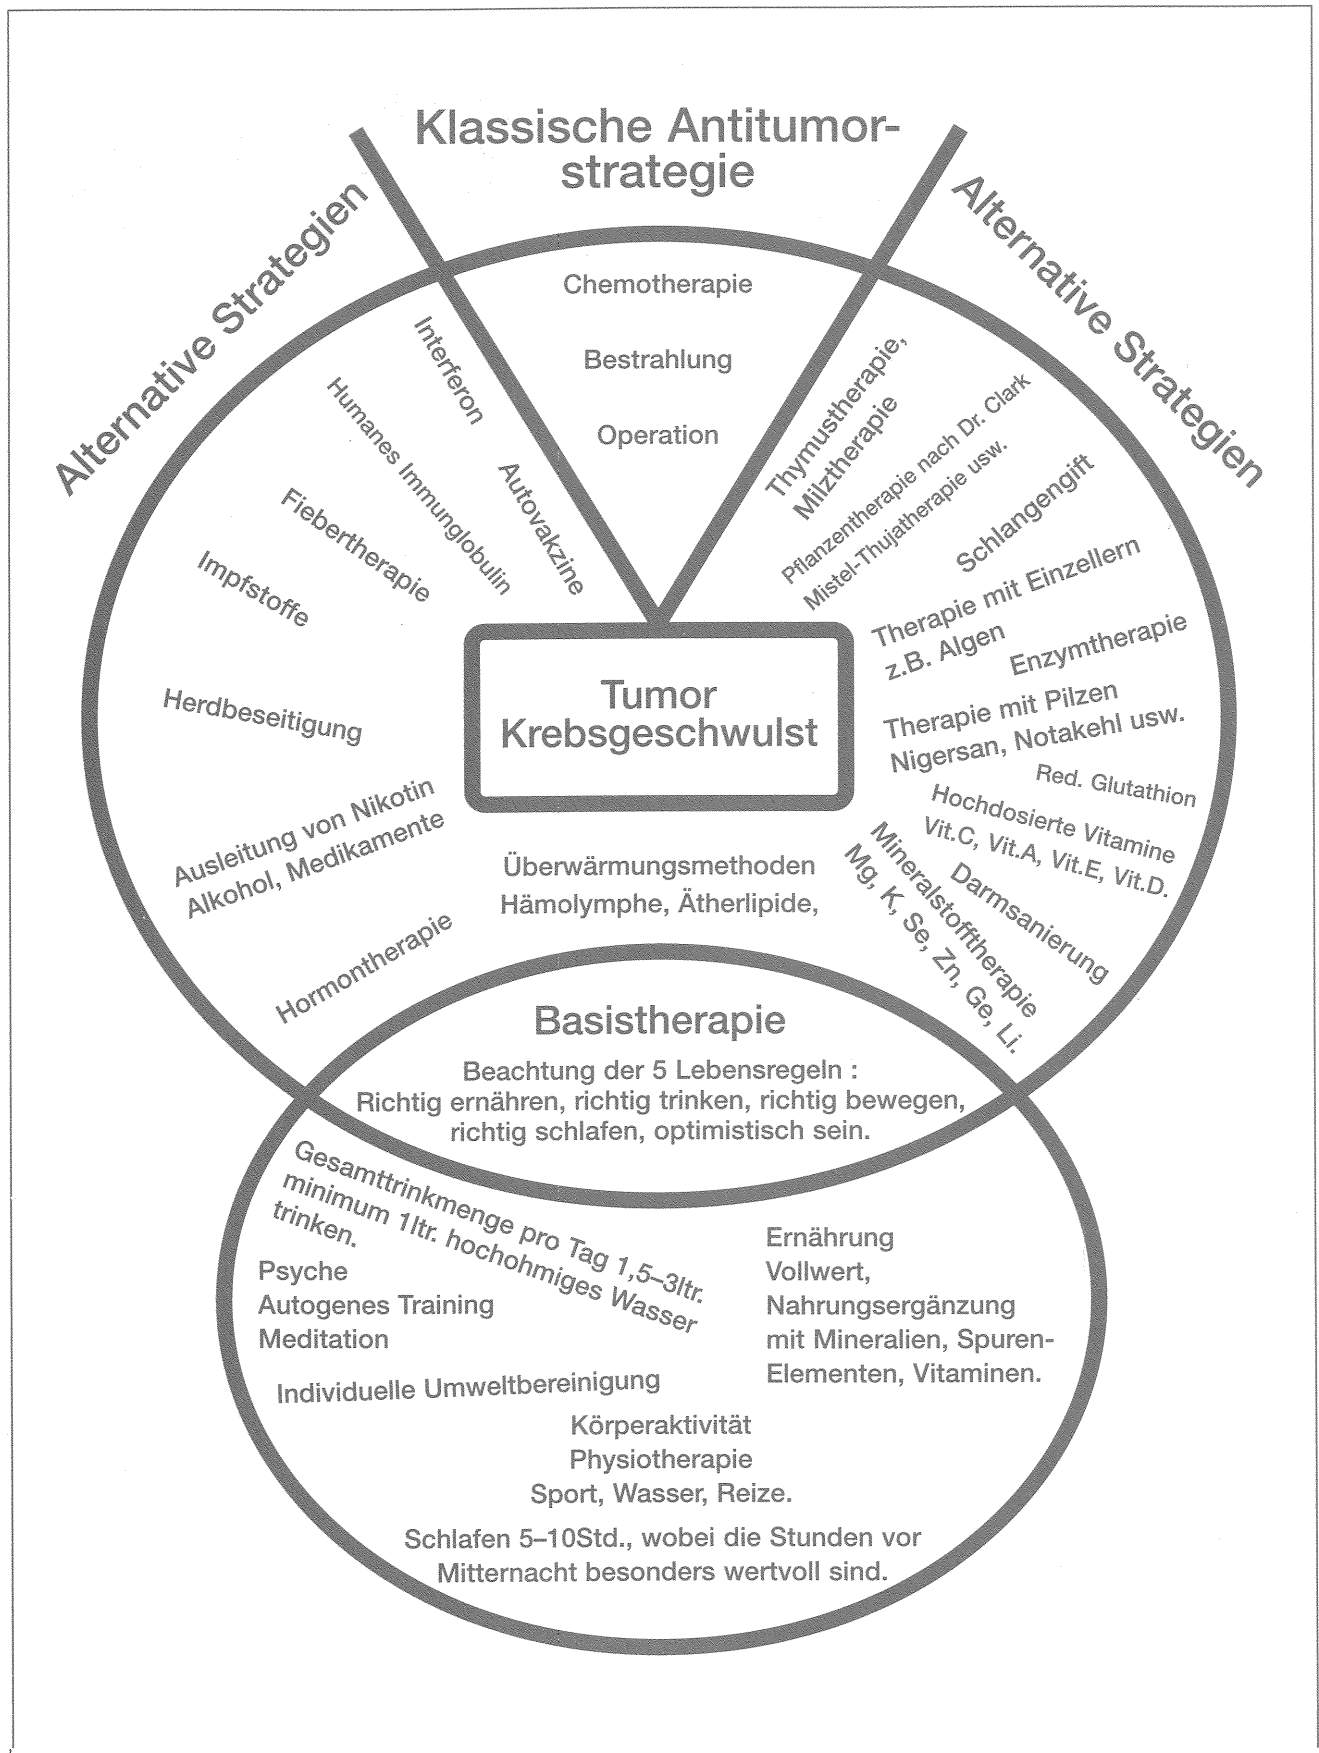 Klassische Antitumor-
strategie
Alternative Strategien
Alternative Strategien
Chemotherapie
Bestrahlung
Operation
Interferon
Autovakzine
Humanes Immunglobulin
Fiebertherapie
Impfstoffe
Herdbeseitigung
Ausleitung von Nikotin
Alkohol, Medikamente
Hormontherapie
Thymustherapie,
Milztherapie
Pflanzentherapie nach Dr. Clark
Mistel-Thujatherapie usw.
Schlangengift
Therapie mit Einzellern
z.B. Algen
Enzymtherapie
Therapie mit Pilzen
Nigersan, Notakehl usw.
Red. Glutathion
Hochdosierte Vitamine
Vit.C, Vit.A, Vit.E, Vit.D.
Darmsanierung
Mineralstofftherapie
Mg, K, Se, Zn, Ge, Li.
Tumor
Krebsgeschwulst
Überwärmungsmethoden
Hämolymphe, Ätherlipide,
Basistherapie
Beachtung der 5 Lebensregeln :
Richtig ernähren, richtig trinken, richtig bewegen,
richtig schlafen, optimistisch sein.
Gesamttrinkmenge pro Tag 1,5–3ltr.
minimum 1ltr. hochohmiges Wasser
trinken.
Psyche
Autogenes Training
Meditation
Ernährung
Vollwert,
Nahrungsergänzung
mit Mineralien, Spuren-
Elementen, Vitaminen.
Individuelle Umweltbereinigung
Körperaktivität
Physiotherapie
Sport, Wasser, Reize.
Schlafen 5–10Std., wobei die Stunden vor
Mitternacht besonders wertvoll sind.